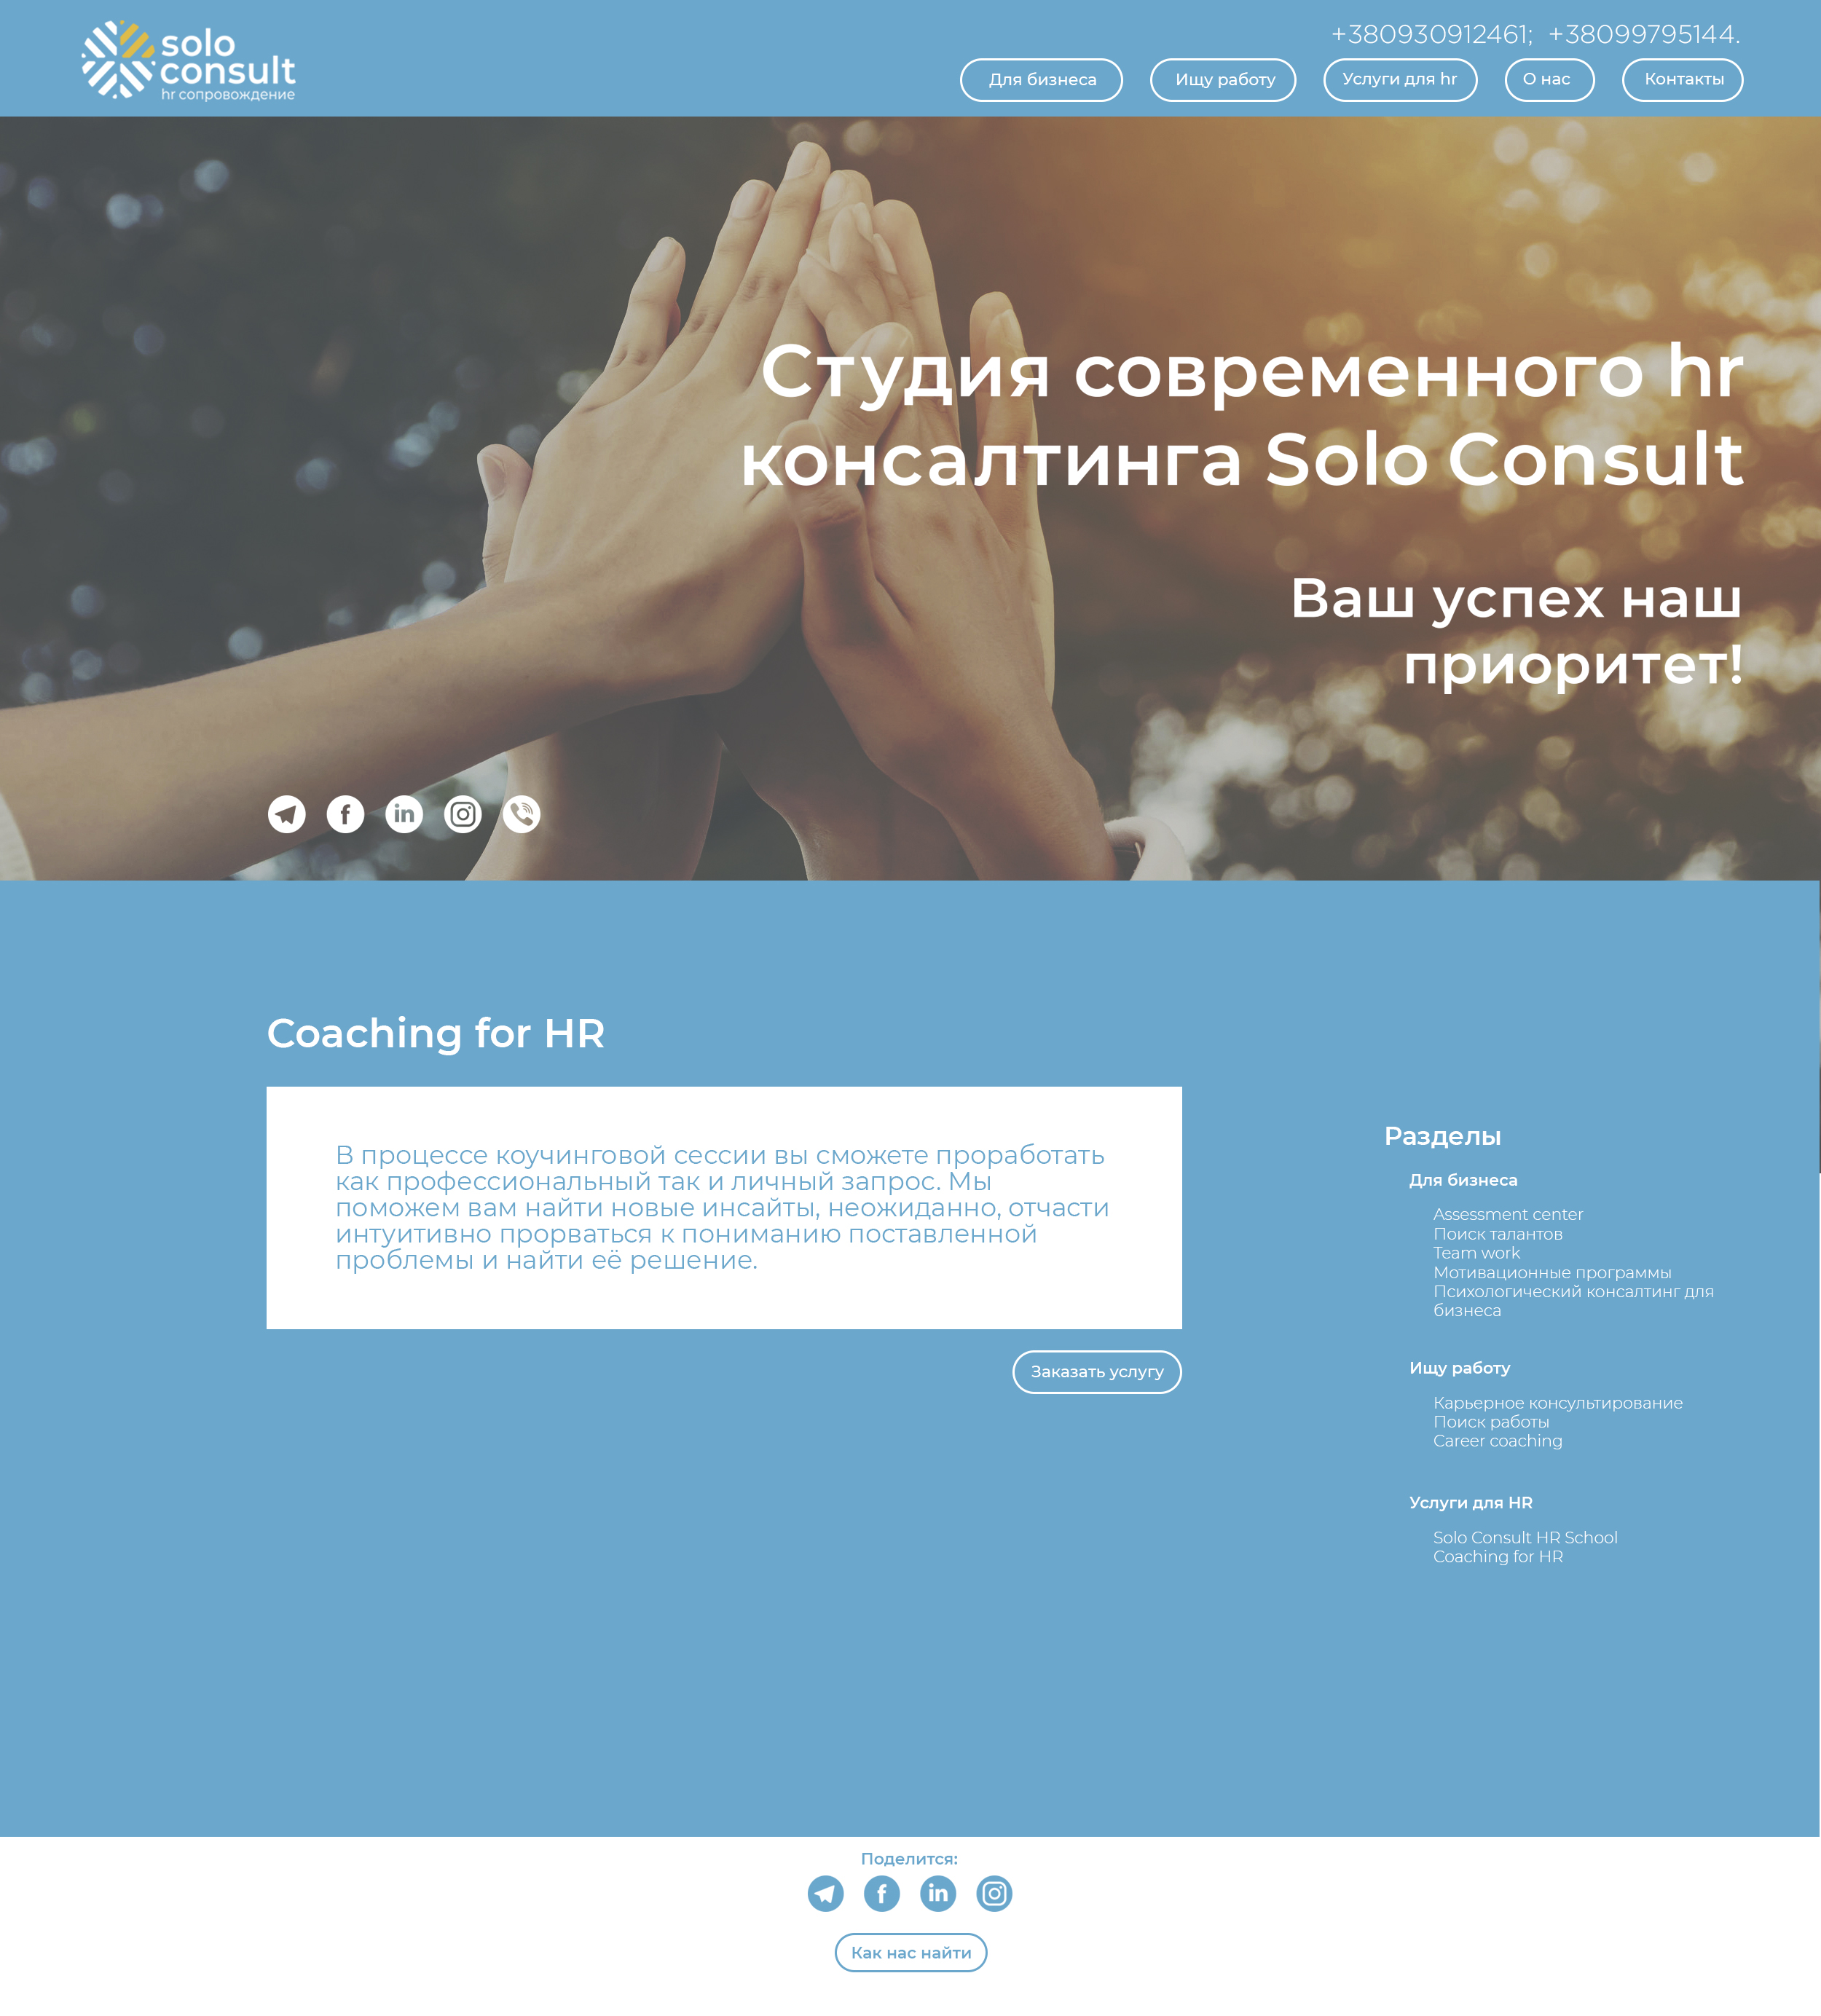 solo
consult
hr сопровождение
+380930912461;  +38099795144.
Для бизнеса
Ищу работу
Услуги для hr
О нас
Контакты
Студия современного hr
консалтинга Solo Consult
Ваш успех наш
приоритет!
Coaching for HR
В процессе коучинговой сессии вы сможете проработать
как профессиональный так и личный запрос. Мы
поможем вам найти новые инсайты, неожиданно, отчасти
интуитивно прорваться к пониманию поставленной
проблемы и найти её решение.
Заказать услугу
Разделы
Для бизнеса
Assessment center
Поиск талантов
Team work
Мотивационные программы
Психологический консалтинг для
бизнеса
Ищу работу
Карьерное консультирование
Поиск работы
Career coaching
Услуги для HR
Solo Consult HR School
Coaching for HR
Поделится:
Как нас найти